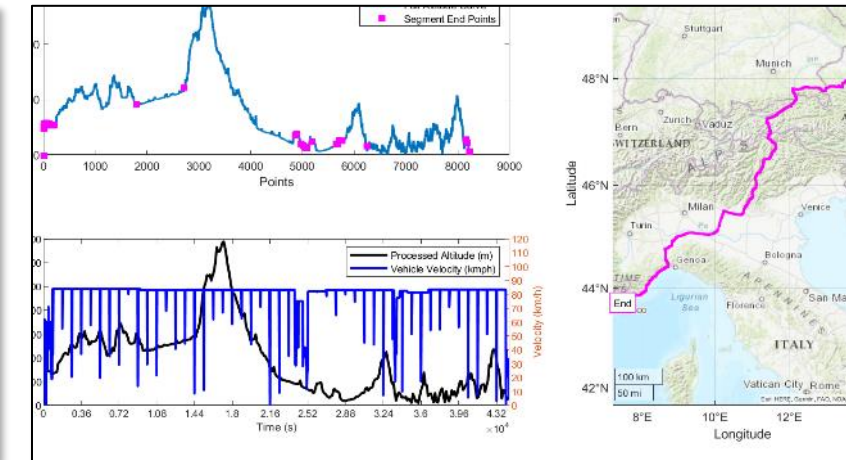 Segment End Points
0 1000 2000 3000 4000 5000 6000 7000 8000 9000
Points
Processed Altitude (m)
Vehicle Velocity (kmph)
120
110
100
90
80
70
60
50
40
30
20
10
0
Velocity (km/h)
0 0.36 0.72 1.08 1.44 1.8 2.16 2.52 2.88 3.24 3.6 3.96 4.32
Time (s)
×10⁴
Stuttgart
Munich
48°N
Zurich Vaduz
Bern
SWITZERLAND
ALPS
46°N
Latitude
Milan
Venice
Turin
Genoa
Bologna
44°N
End
Ligurian
Sea
Florence
San Ma
APENNINES
ITALY
100 km
50 mi
42°N
Vatican City Rome
8°E 10°E 12°E
Longitude